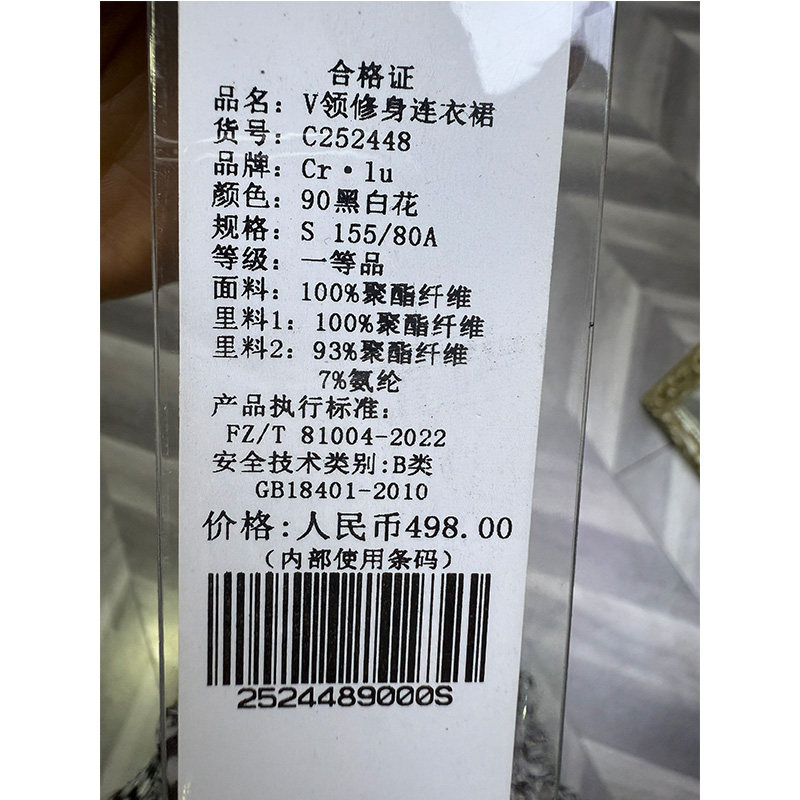 合格证
品名：V领修身连衣裙
货号：C252448
品牌：Cr·lu
颜色：90黑白花
规格：S 155/80A
等级：一等品
面料：100%聚酯纤维
里料1：100%聚酯纤维
里料2：93%聚酯纤维
7%氨纶
产品执行标准：
FZ/T 81004-2022
安全技术类别：B类
GB18401-2010
价格：人民币498.00
（内部使用条码）
2524489000S